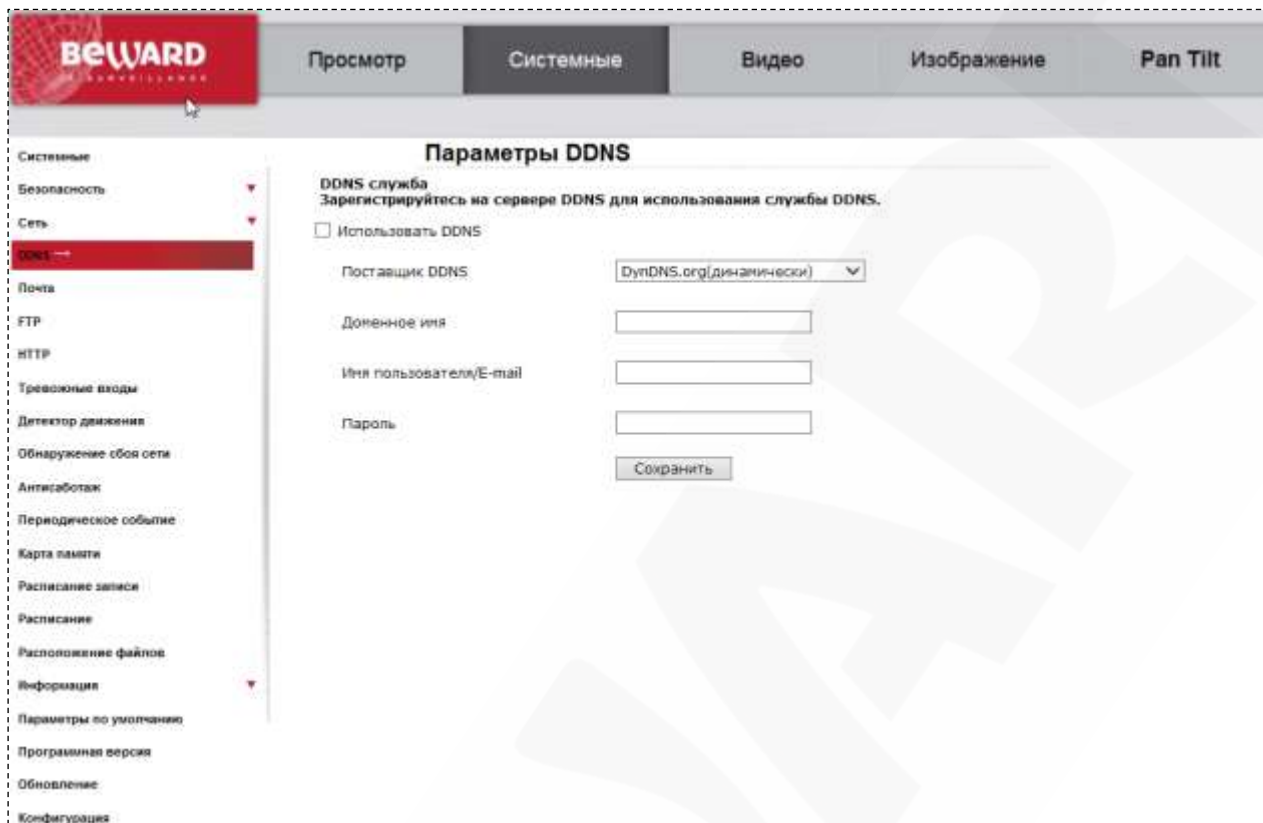 BEWARD
Просмотр
Системные
Видео
Изображение
Pan Tilt
Системные
Безопасность
Сеть
DDNS
Почта
FTP
HTTP
Тревожные входы
Детектор движения
Обнаружение сбоя сети
Антисаботаж
Периодическое событие
Карта памяти
Расписание записи
Расписание
Расположение файлов
Информация
Параметры по умолчанию
Программная версия
Обновление
Конфигурация
Параметры DDNS
DDNS служба
Зарегистрируйтесь на сервере DDNS для использования службы DDNS.
Использовать DDNS
Поставщик DDNS
DynDNS.org(динамически)
Доменное имя
Имя пользователя/E-mail
Пароль
Сохранить